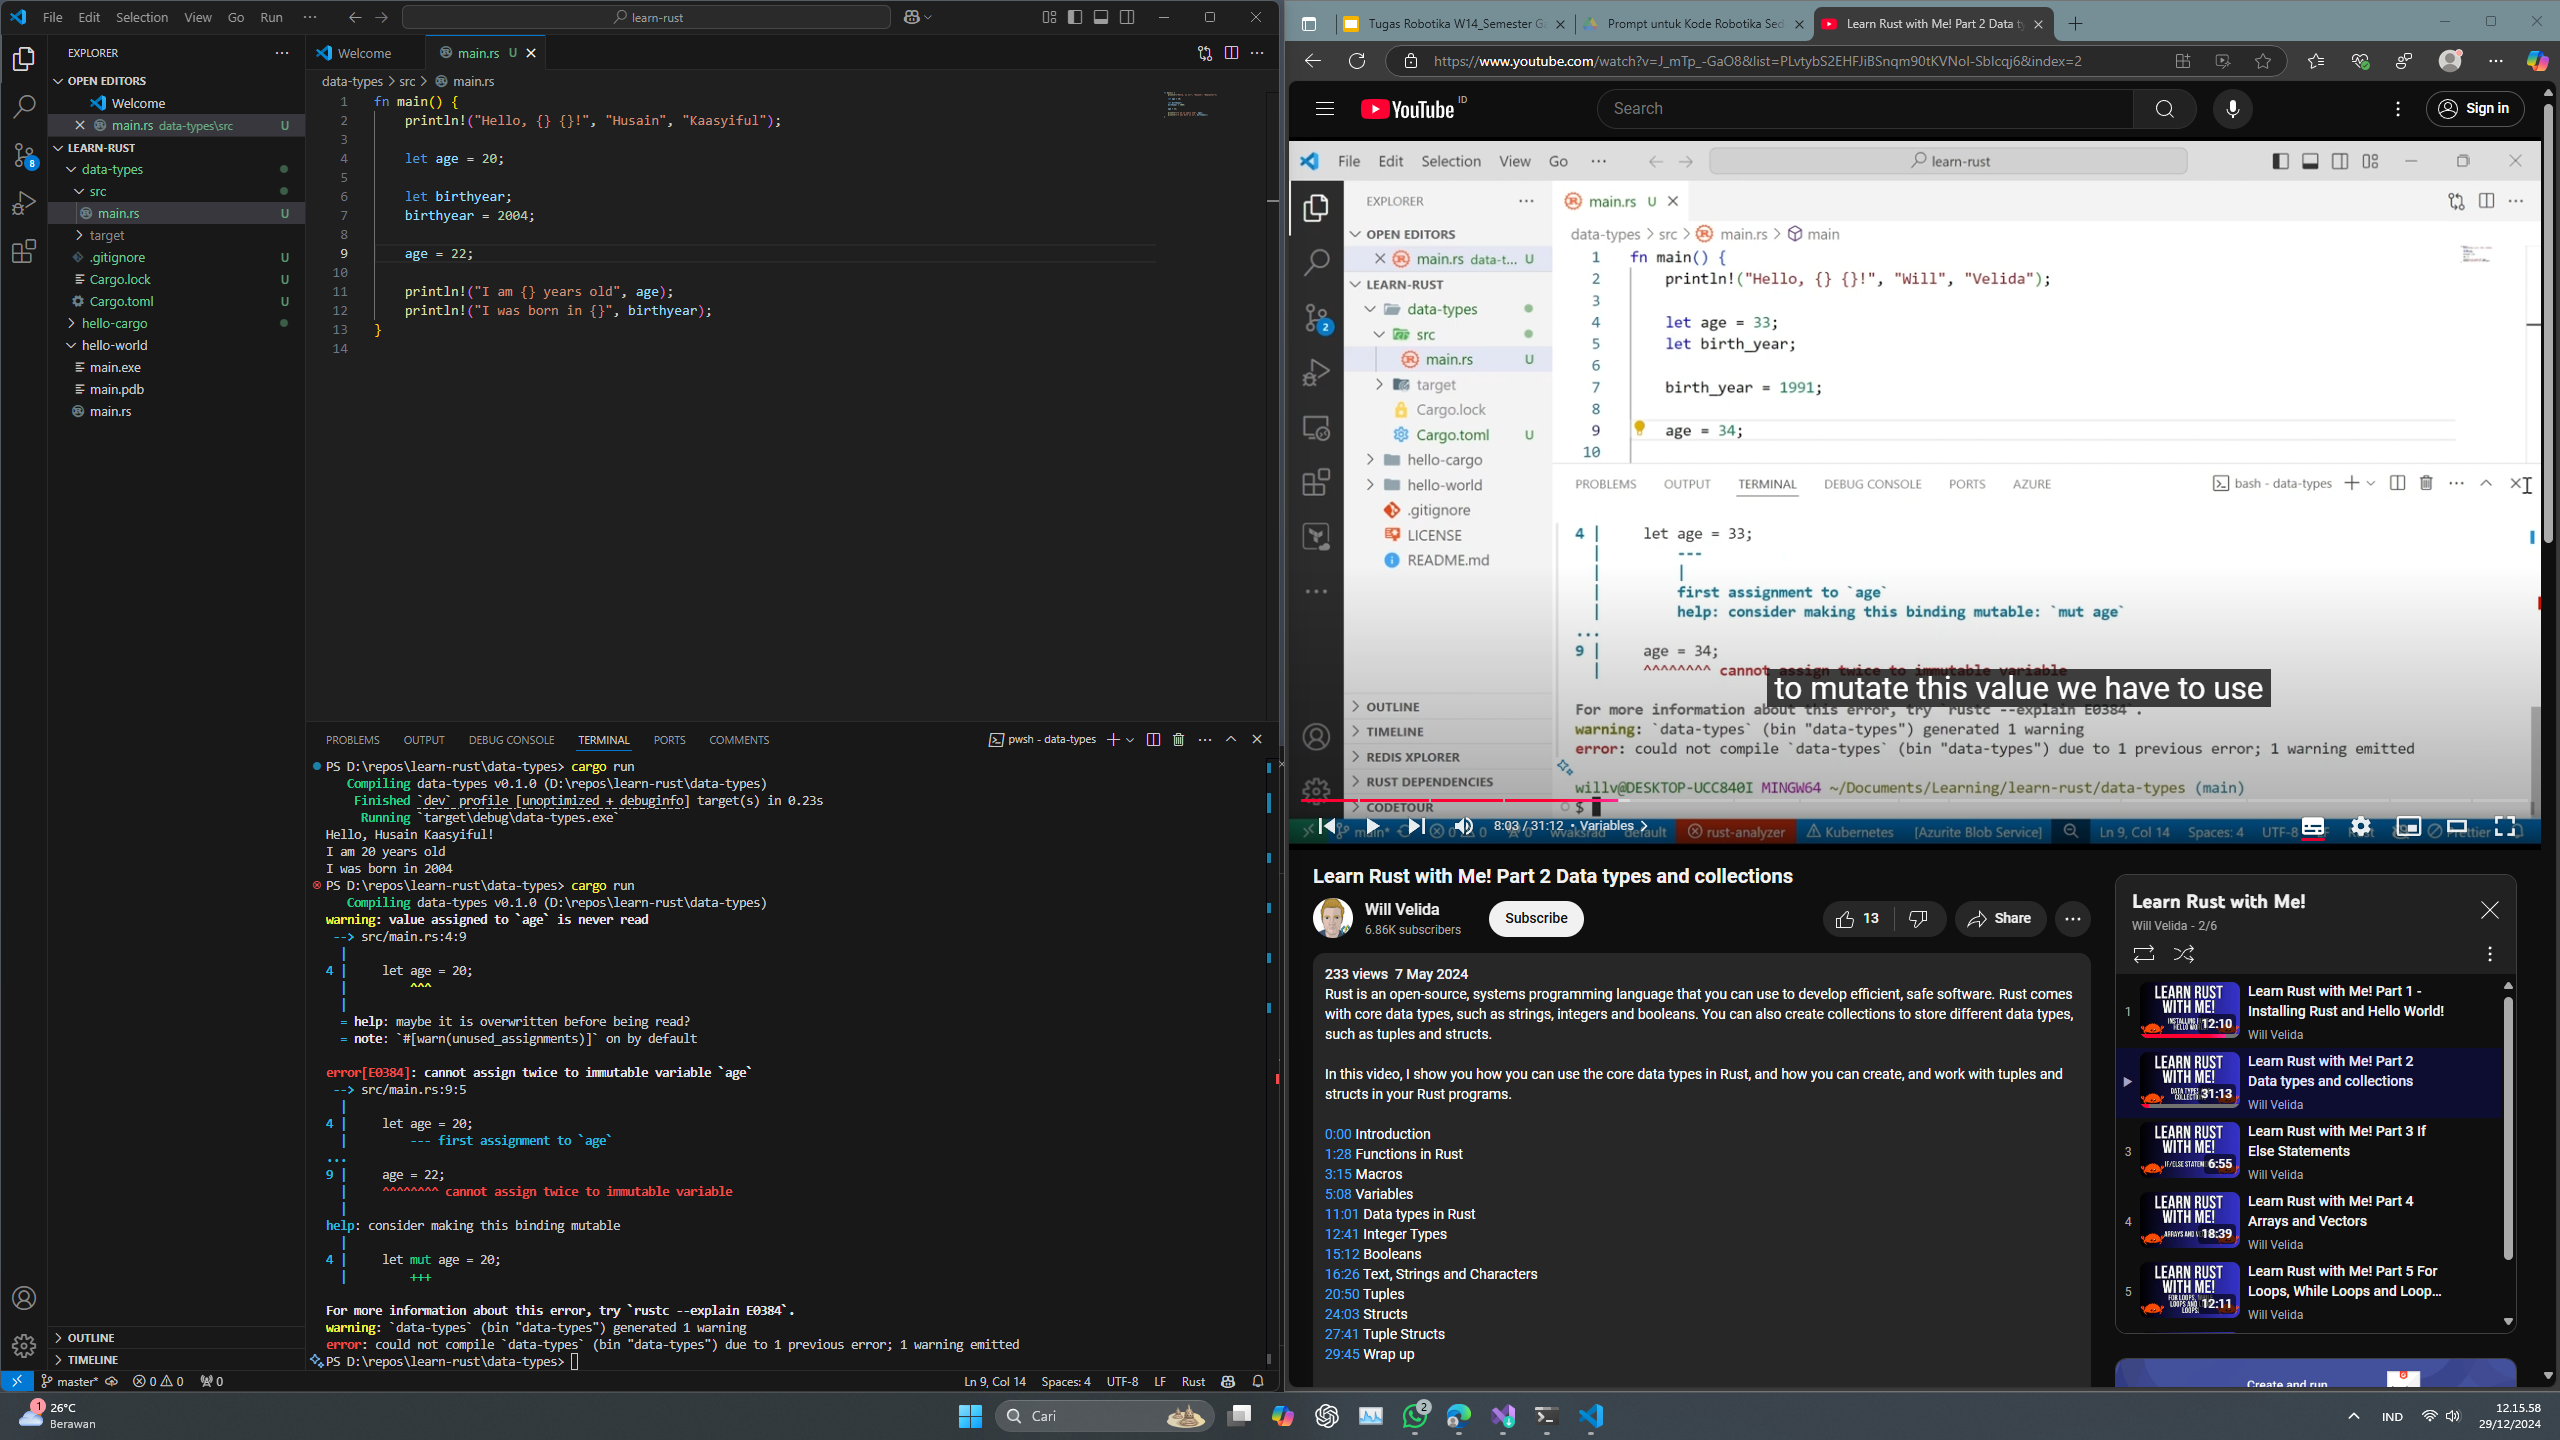 File Edit Selection View Go Run ··· learn-rust
EXPLORER
OPEN EDITORS
Welcome
main.rs data-types\src U
LEARN-RUST
data-types
src
main.rs U
target
.gitignore U
Cargo.lock U
Cargo.toml U
hello-cargo
hello-world
main.exe
main.pdb
main.rs
OUTLINE
TIMELINE
8
Welcome main.rs U
data-types > src > main.rs
1 fn main() {
2 println!("Hello, {} {}!", "Husain", "Kaasyiful");
3
4 let age = 20;
5
6 let birthyear;
7 birthyear = 2004;
8
9 age = 22;
10
11 println!("I am {} years old", age);
12 println!("I was born in {}", birthyear);
13 }
14
PROBLEMS OUTPUT DEBUG CONSOLE TERMINAL PORTS COMMENTS pwsh - data-types
PS D:\repos\learn-rust\data-types> cargo run
Compiling data-types v0.1.0 (D:\repos\learn-rust\data-types)
Finished `dev` profile [unoptimized + debuginfo] target(s) in 0.23s
Running `target\debug\data-types.exe`
Hello, Husain Kaasyiful!
I am 20 years old
I was born in 2004
PS D:\repos\learn-rust\data-types> cargo run
Compiling data-types v0.1.0 (D:\repos\learn-rust\data-types)
warning: value assigned to `age` is never read
--> src/main.rs:4:9
|
4 | let age = 20;
| ^^^
|
= help: maybe it is overwritten before being read?
= note: `#[warn(unused_assignments)]` on by default
error[E0384]: cannot assign twice to immutable variable `age`
--> src/main.rs:9:5
|
4 | let age = 20;
| --- first assignment to `age`
...
9 | age = 22;
| ^^^^^^^^ cannot assign twice to immutable variable
|
help: consider making this binding mutable
|
4 | let mut age = 20;
| +++
For more information about this error, try `rustc --explain E0384`.
warning: `data-types` (bin "data-types") generated 1 warning
error: could not compile `data-types` (bin "data-types") due to 1 previous error; 1 warning emitted
PS D:\repos\learn-rust\data-types>
master* 0 0 0 Ln 9, Col 14 Spaces: 4 UTF-8 LF Rust
Tugas Robotika W14_Semester Ga Prompt untuk Kode Robotika Sed Learn Rust with Me! Part 2 Data ty
https://www.youtube.com/watch?v=J_mTp_-GaO8&list=PLvtybS2EHFJiBSnqm90tKVNol-Sblcqj6&index=2
YouTube ID Search Sign in
File Edit Selection View Go ··· learn-rust
EXPLORER
OPEN EDITORS
main.rs data-t... U
LEARN-RUST
data-types
src
main.rs U
target
Cargo.lock
Cargo.toml U
hello-cargo
hello-world
.gitignore
LICENSE
README.md
OUTLINE
TIMELINE
REDIS XPLORER
RUST DEPENDENCIES
CODETOUR
2
main.rs U
data-types > src > main.rs > main
1 fn main() {
2 println!("Hello, {} {}!", "Will", "Velida");
3
4 let age = 33;
5 let birth_year;
6
7 birth_year = 1991;
8
9 age = 34;
10
PROBLEMS OUTPUT TERMINAL DEBUG CONSOLE PORTS AZURE bash - data-types
4 | let age = 33;
| ---
| |
| first assignment to `age`
| help: consider making this binding mutable: `mut age`
...
9 | age = 34;
| ^^^^^^^^ cannot assign twice to immutable variable
to mutate this value we have to use
For more information about this error, try `rustc --explain E0384`.
warning: `data-types` (bin "data-types") generated 1 warning
error: could not compile `data-types` (bin "data-types") due to 1 previous error; 1 warning emitted
willv@DESKTOP-UCC840I MINGW64 ~/Documents/Learning/learn-rust/data-types (main)
$
8:03 / 31:12 • Variables
main* default rust-analyzer Kubernetes [Azurite Blob Service] Ln 9, Col 14 Spaces: 4 UTF-8 Prettier
Learn Rust with Me! Part 2 Data types and collections
Will Velida
6.86K subscribers
Subscribe 13 Share
233 views 7 May 2024
Rust is an open-source, systems programming language that you can use to develop efficient, safe software. Rust comes
with core data types, such as strings, integers and booleans. You can also create collections to store different data types,
such as tuples and structs.
In this video, I show you how you can use the core data types in Rust, and how you can create, and work with tuples and
structs in your Rust programs.
0:00 Introduction
1:28 Functions in Rust
3:15 Macros
5:08 Variables
11:01 Data types in Rust
12:41 Integer Types
15:12 Booleans
16:26 Text, Strings and Characters
20:50 Tuples
24:03 Structs
27:41 Tuple Structs
29:45 Wrap up
Learn Rust with Me!
Will Velida - 2/6
1 LEARN RUST WITH ME! 12:10
Learn Rust with Me! Part 1 -
Installing Rust and Hello World!
Will Velida
LEARN RUST WITH ME! 31:13
Learn Rust with Me! Part 2
Data types and collections
Will Velida
3 LEARN RUST WITH ME! 6:55
Learn Rust with Me! Part 3 If
Else Statements
Will Velida
4 LEARN RUST WITH ME! 18:39
Learn Rust with Me! Part 4
Arrays and Vectors
Will Velida
5 LEARN RUST WITH ME! 12:11
Learn Rust with Me! Part 5 For
Loops, While Loops and Loop...
Will Velida
Create and run
1 26°C
Berawan
Cari
2
IND
12.15.58
29/12/2024